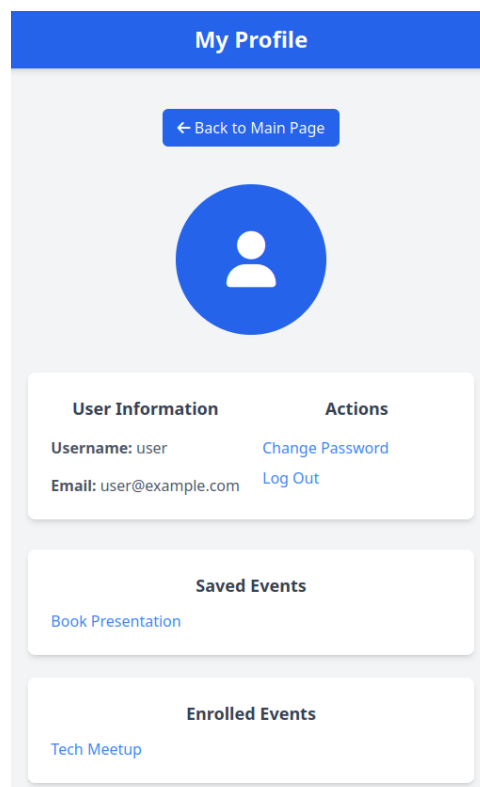 My Profile
Back to Main Page
User Information
Username: user
Email: user@example.com
Actions
Change Password
Log Out
Saved Events
Book Presentation
Enrolled Events
Tech Meetup